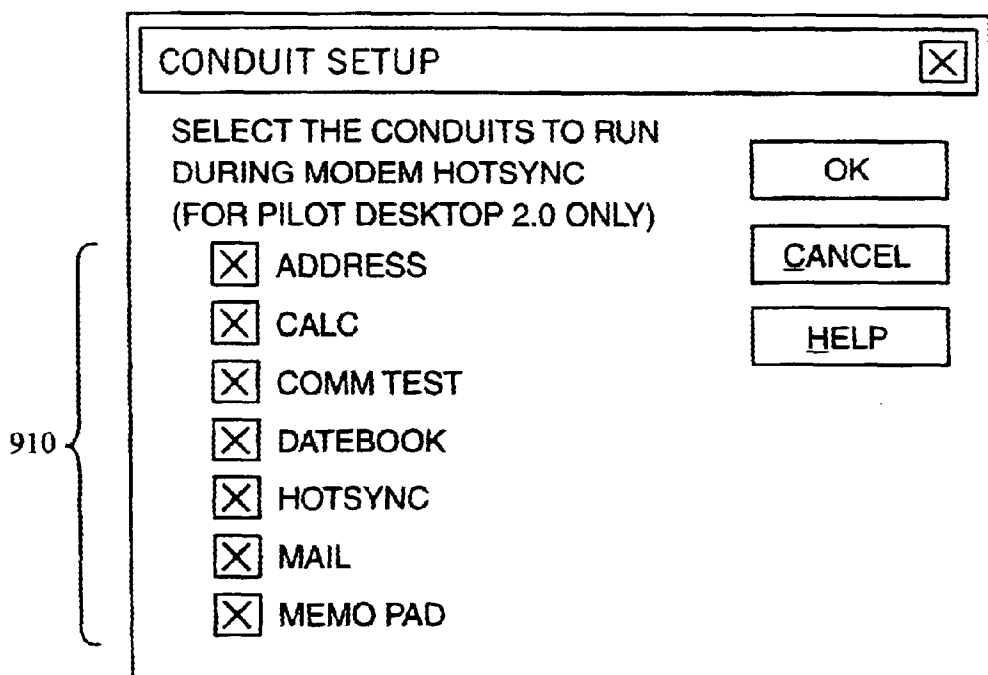 CONDUIT SETUP
SELECT THE CONDUITS TO RUN
DURING MODEM HOTSYNC
(FOR PILOT DESKTOP 2.0 ONLY)
OK
CANCEL
HELP
910
ADDRESS
CALC
COMM TEST
DATEBOOK
HOTSYNC
MAIL
MEMO PAD